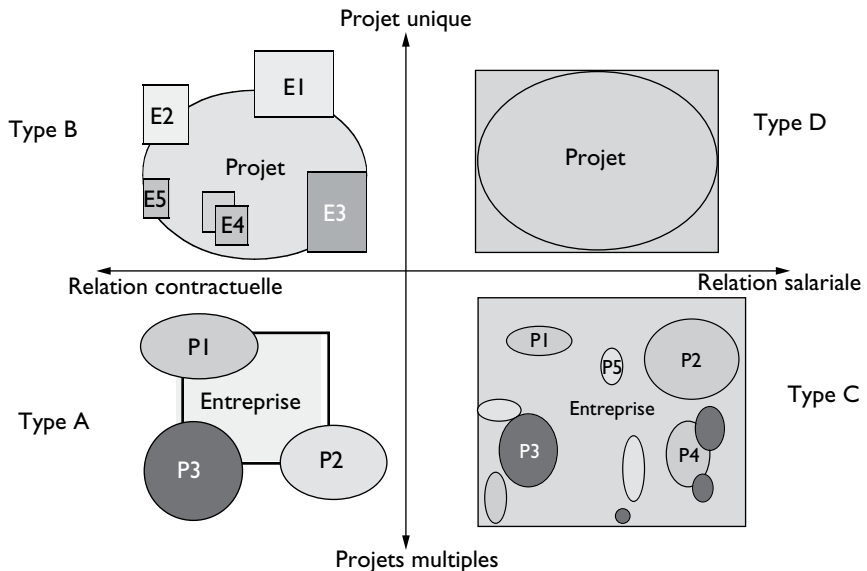 Projet unique
Type B
E1
E2
Projet
E5
E4
E3
Projet
Type D
Relation contractuelle
Relation salariale
Type A
P1
Entreprise
P3
P2
P1
P5
P2
Entreprise
P3
P4
Type C
Projets multiples